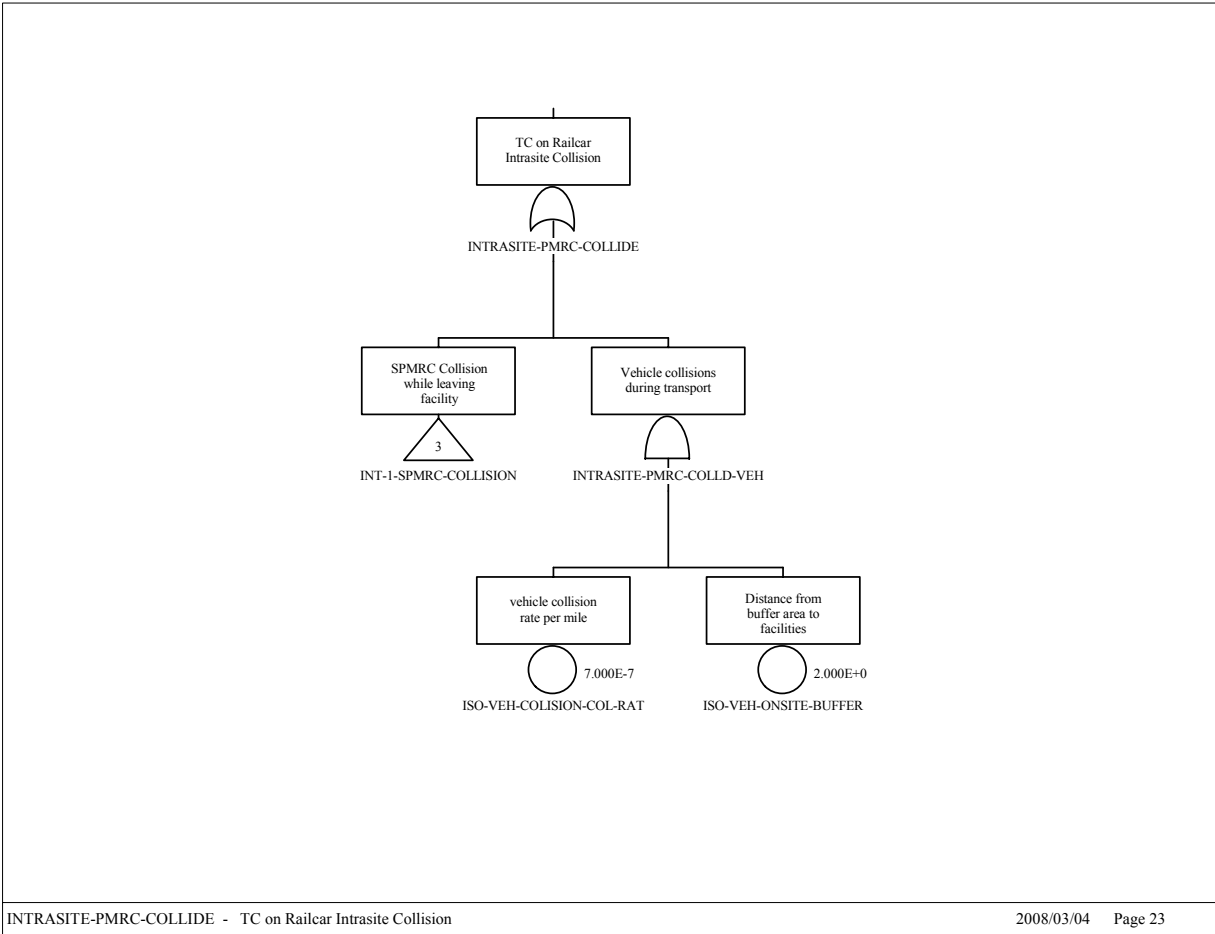 TC on Railcar
Intrasite Collision
INTRASITE-PMRC-COLLIDE
SPMRC Collision
while leaving
facility
3
INT-1-SPMRC-COLLISION
Vehicle collisions
during transport
INTRASITE-PMRC-COLLD-VEH
vehicle collision
rate per mile
7.000E-7
ISO-VEH-COLISION-COL-RAT
Distance from
buffer area to
facilities
2.000E+0
ISO-VEH-ONSITE-BUFFER
INTRASITE-PMRC-COLLIDE - TC on Railcar Intrasite Collision
2008/03/04 Page 23